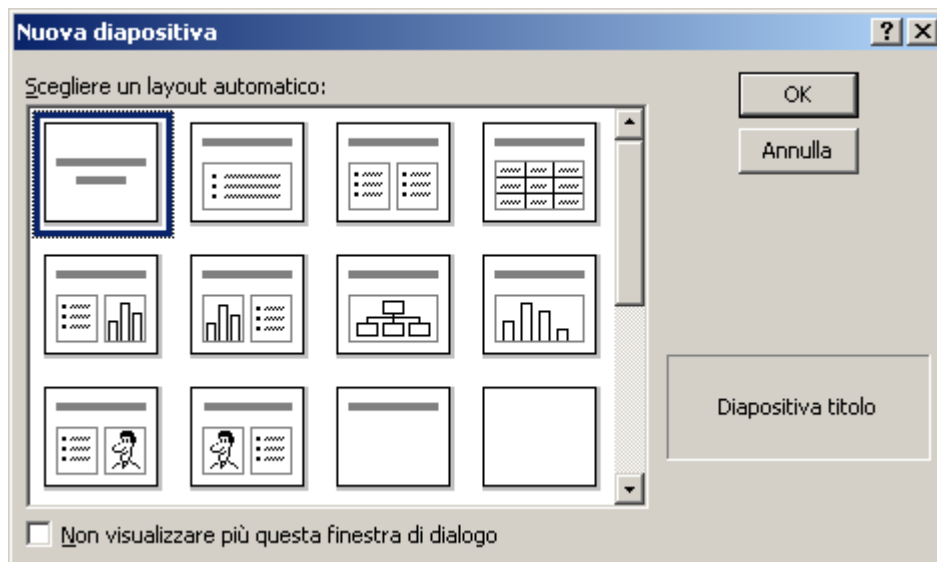 Nuova diapositiva
Scegliere un layout automatico:
OK
Annulla
Diapositiva titolo
Non visualizzare più questa finestra di dialogo